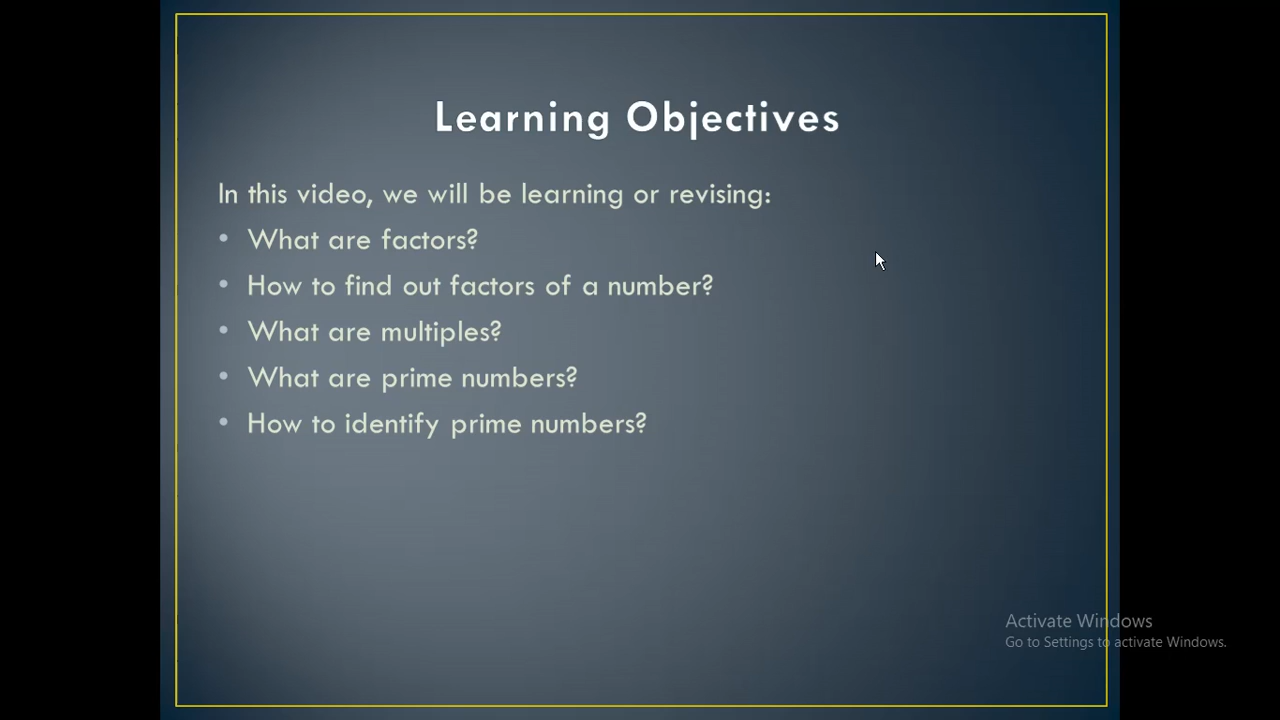 Learning Objectives
In this video, we will be learning or revising:
• What are factors?
• How to find out factors of a number?
• What are multiples?
• What are prime numbers?
• How to identify prime numbers?
Activate Windows
Go to Settings to activate Windows.